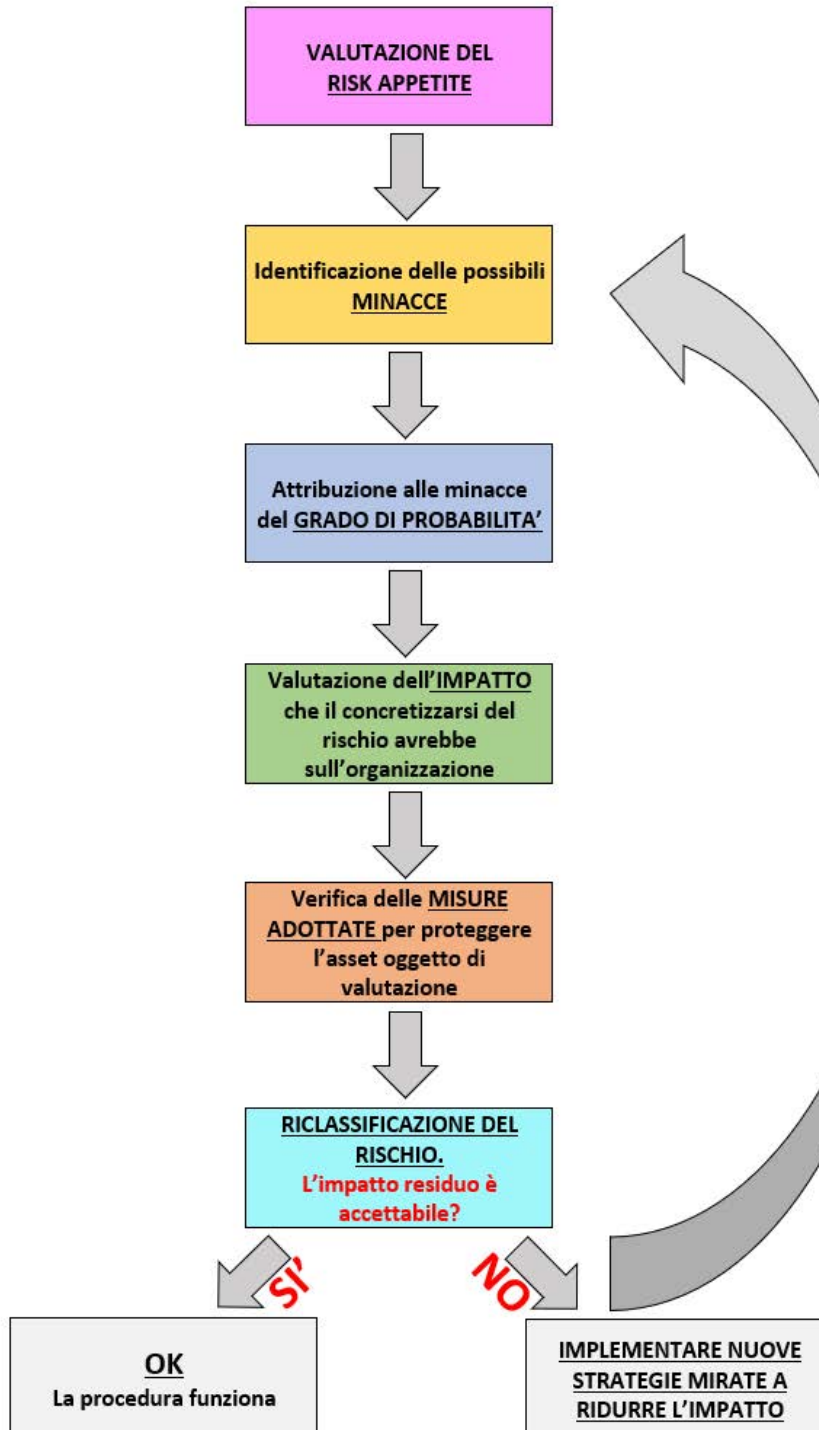 VALUTAZIONE DEL
RISK APPETITE
Identificazione delle possibili
MINACCE
Attribuzione alle minacce
del GRADO DI PROBABILITA’
Valutazione dell’IMPATTO
che il concretizzarsi del
rischio avrebbe
sull’organizzazione
Verifica delle MISURE
ADOTTATE per proteggere
l’asset oggetto di
valutazione
RICLASSIFICAZIONE DEL
RISCHIO.
L’impatto residuo è
accettabile?
SI’
NO
OK
La procedura funziona
IMPLEMENTARE NUOVE
STRATEGIE MIRATE A
RIDURRE L’IMPATTO